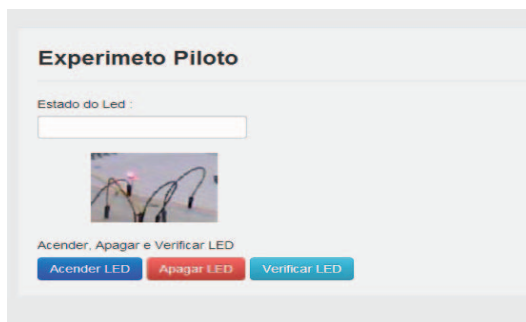 Experimeto Piloto
Estado do Led :
Acender, Apagar e Verificar LED
Acender LED Apagar LED Verificar LED